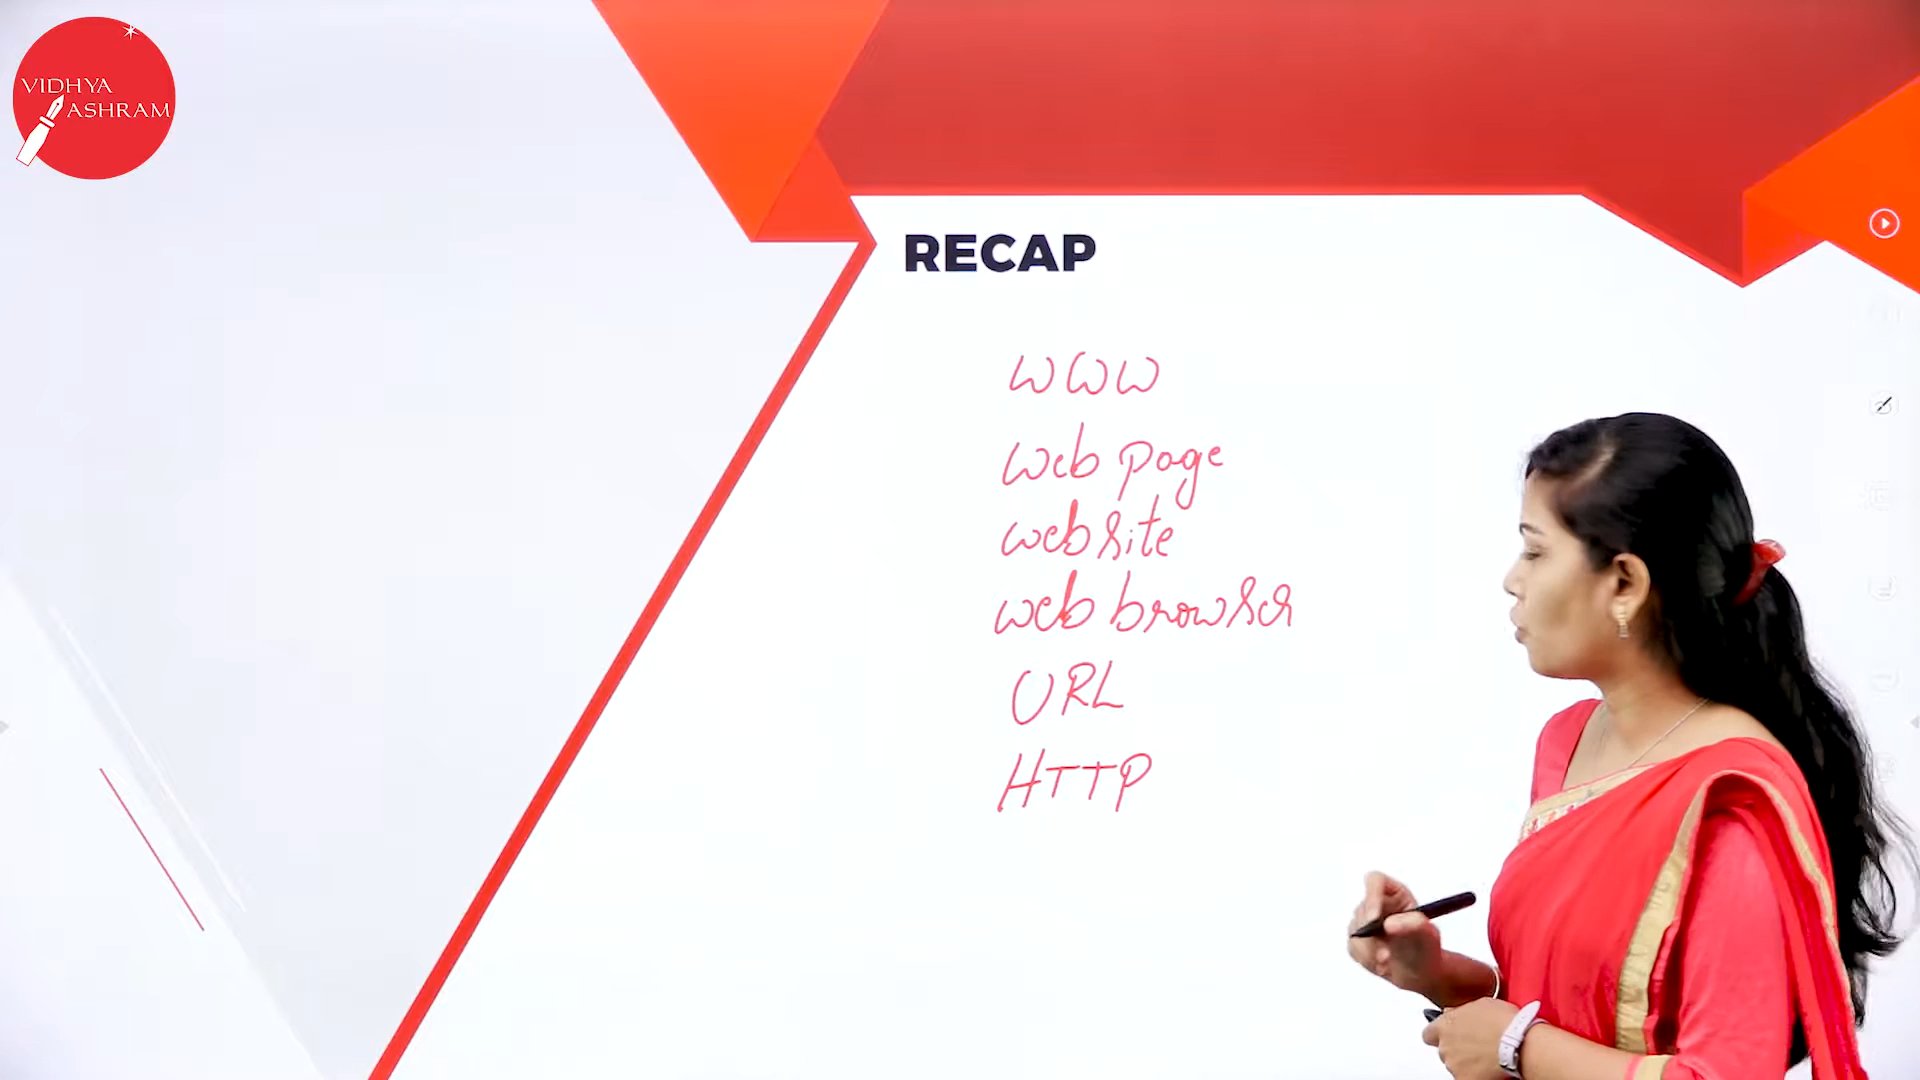 VIDHYA
ASHRAM
RECAP
WWW
web page
website
web browser
URL
HTTP